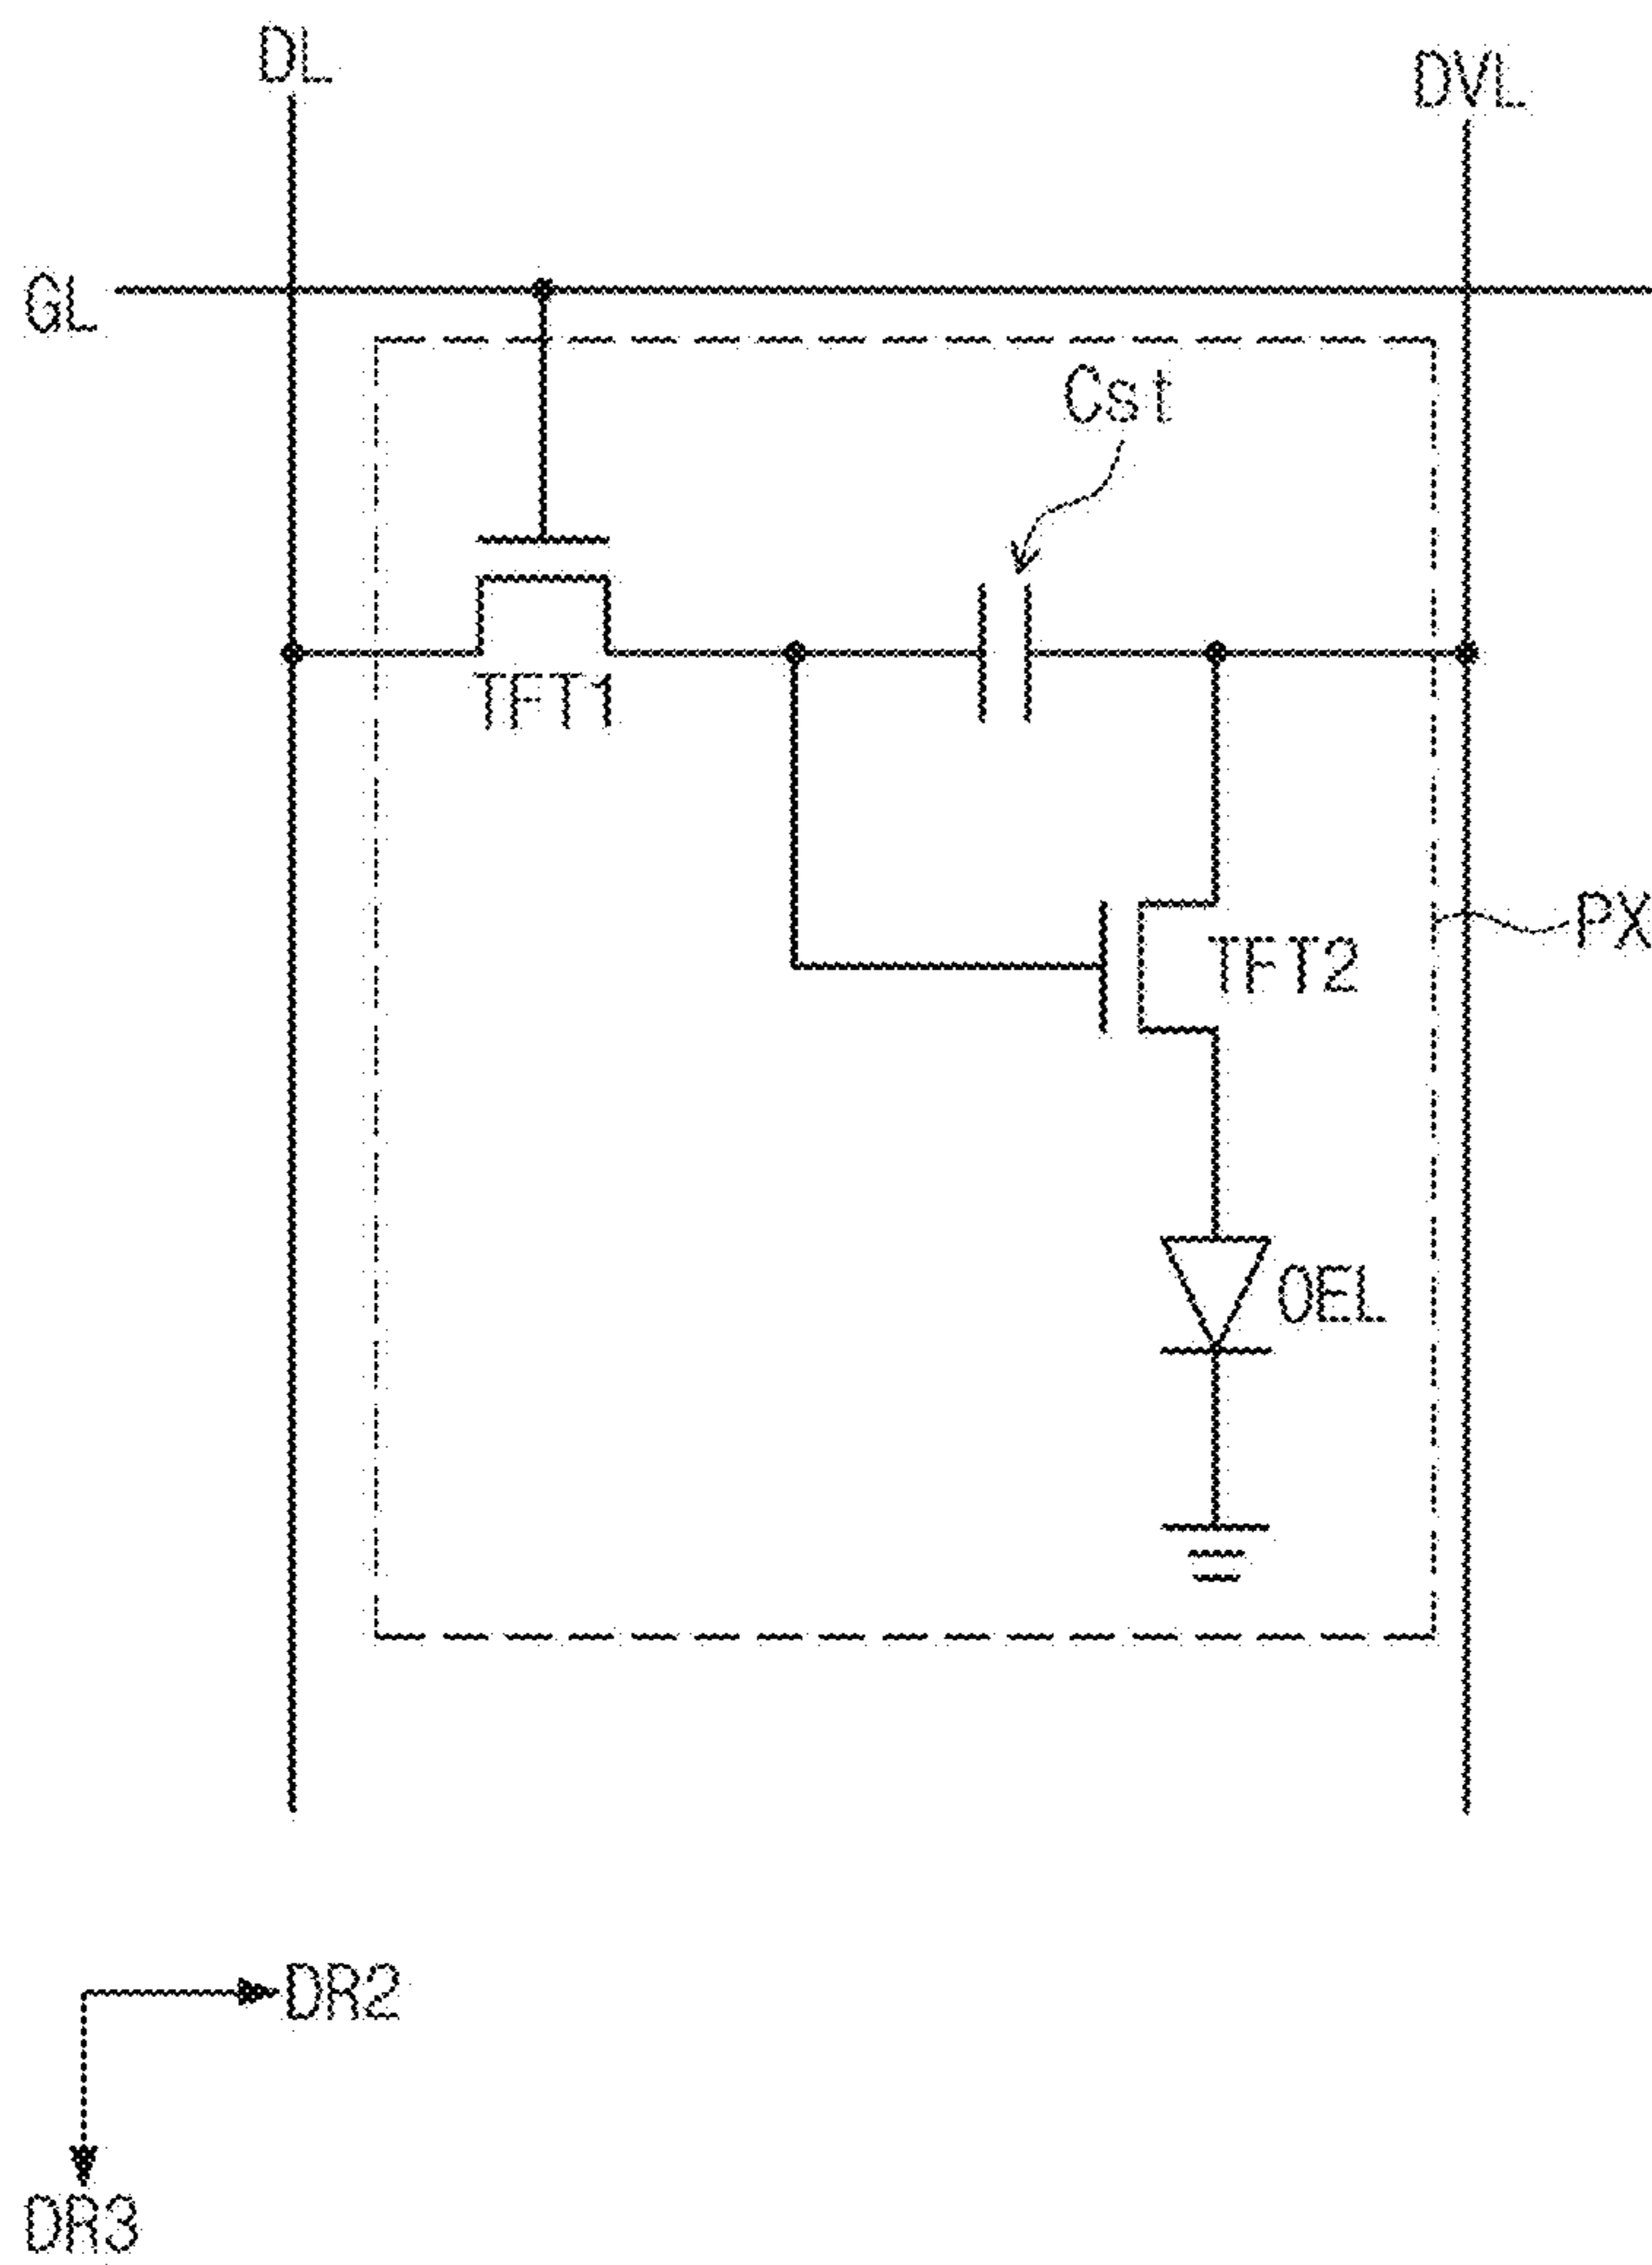 DL
DVL
GL
Cst
TFT1
PX
TFT2
OEL
DR2
DR3